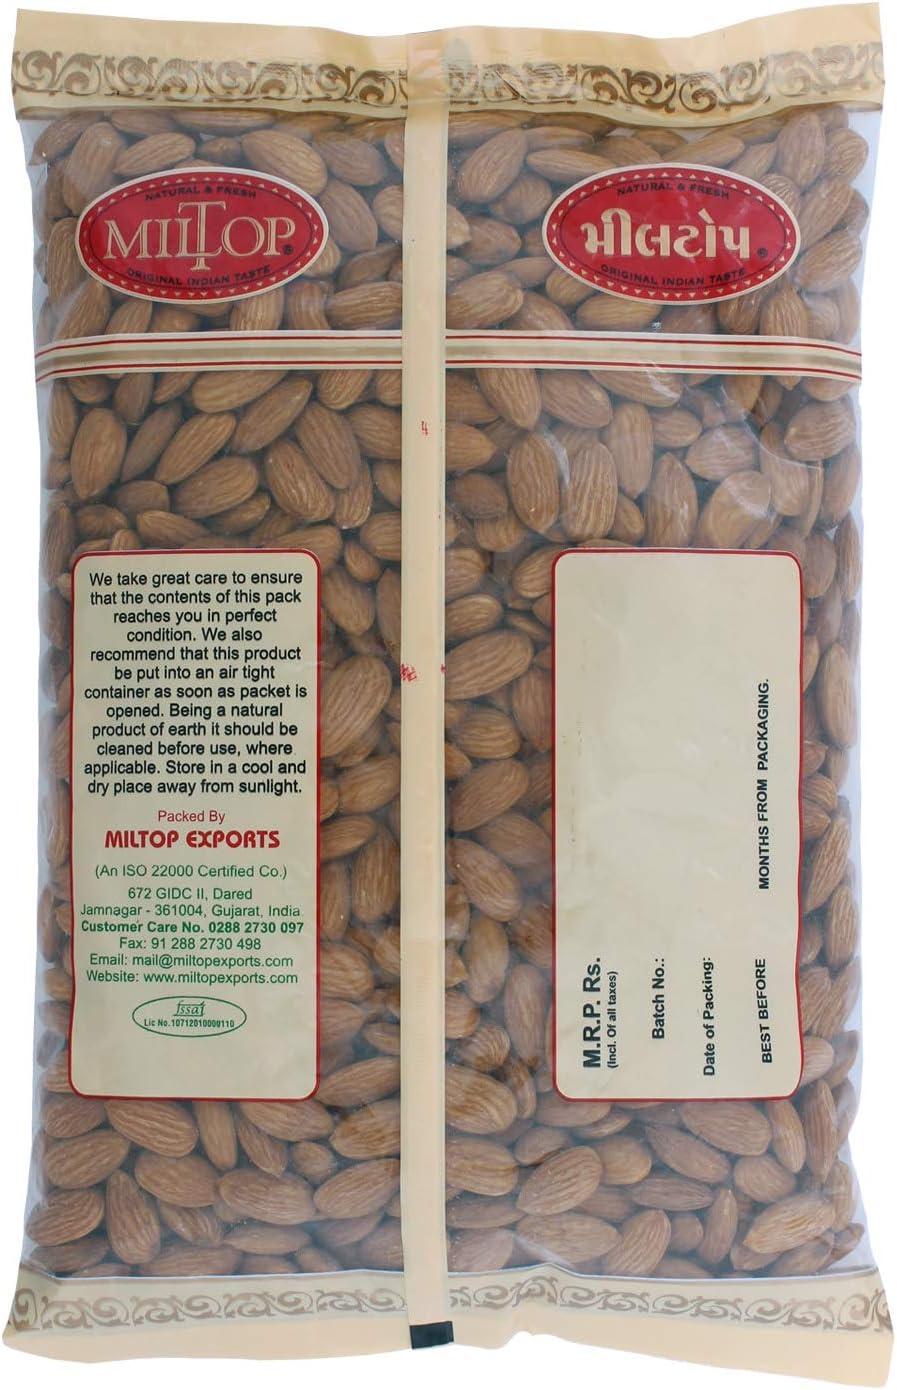 NATURAL & FRESH
MILTOP ®
ORIGINAL INDIAN TASTE
NATURAL & FRESH
મીલટોપ ®
ORIGINAL INDIAN TASTE
We take great care to ensure
that the contents of this pack
reaches you in perfect
condition. We also
recommend that this product
be put into an air tight
container as soon as packet is
opened. Being a natural
product of earth it should be
cleaned before use, where
applicable. Store in a cool and
dry place away from sunlight.
Packed By
MILTOP EXPORTS
(An ISO 22000 Certified Co.)
672 GIDC II, Dared
Jamnagar - 361004, Gujarat, India.
Customer Care No. 0288 2730 097
Fax: 91 288 2730 498
Email: mail@miltopexports.com
Website: www.miltopexports.com
fssai
Lic No.10712010000110
M.R.P. Rs.
(Incl. Of all taxes)
Batch No.:
Date of Packing:
BEST BEFORE MONTHS FROM PACKAGING.